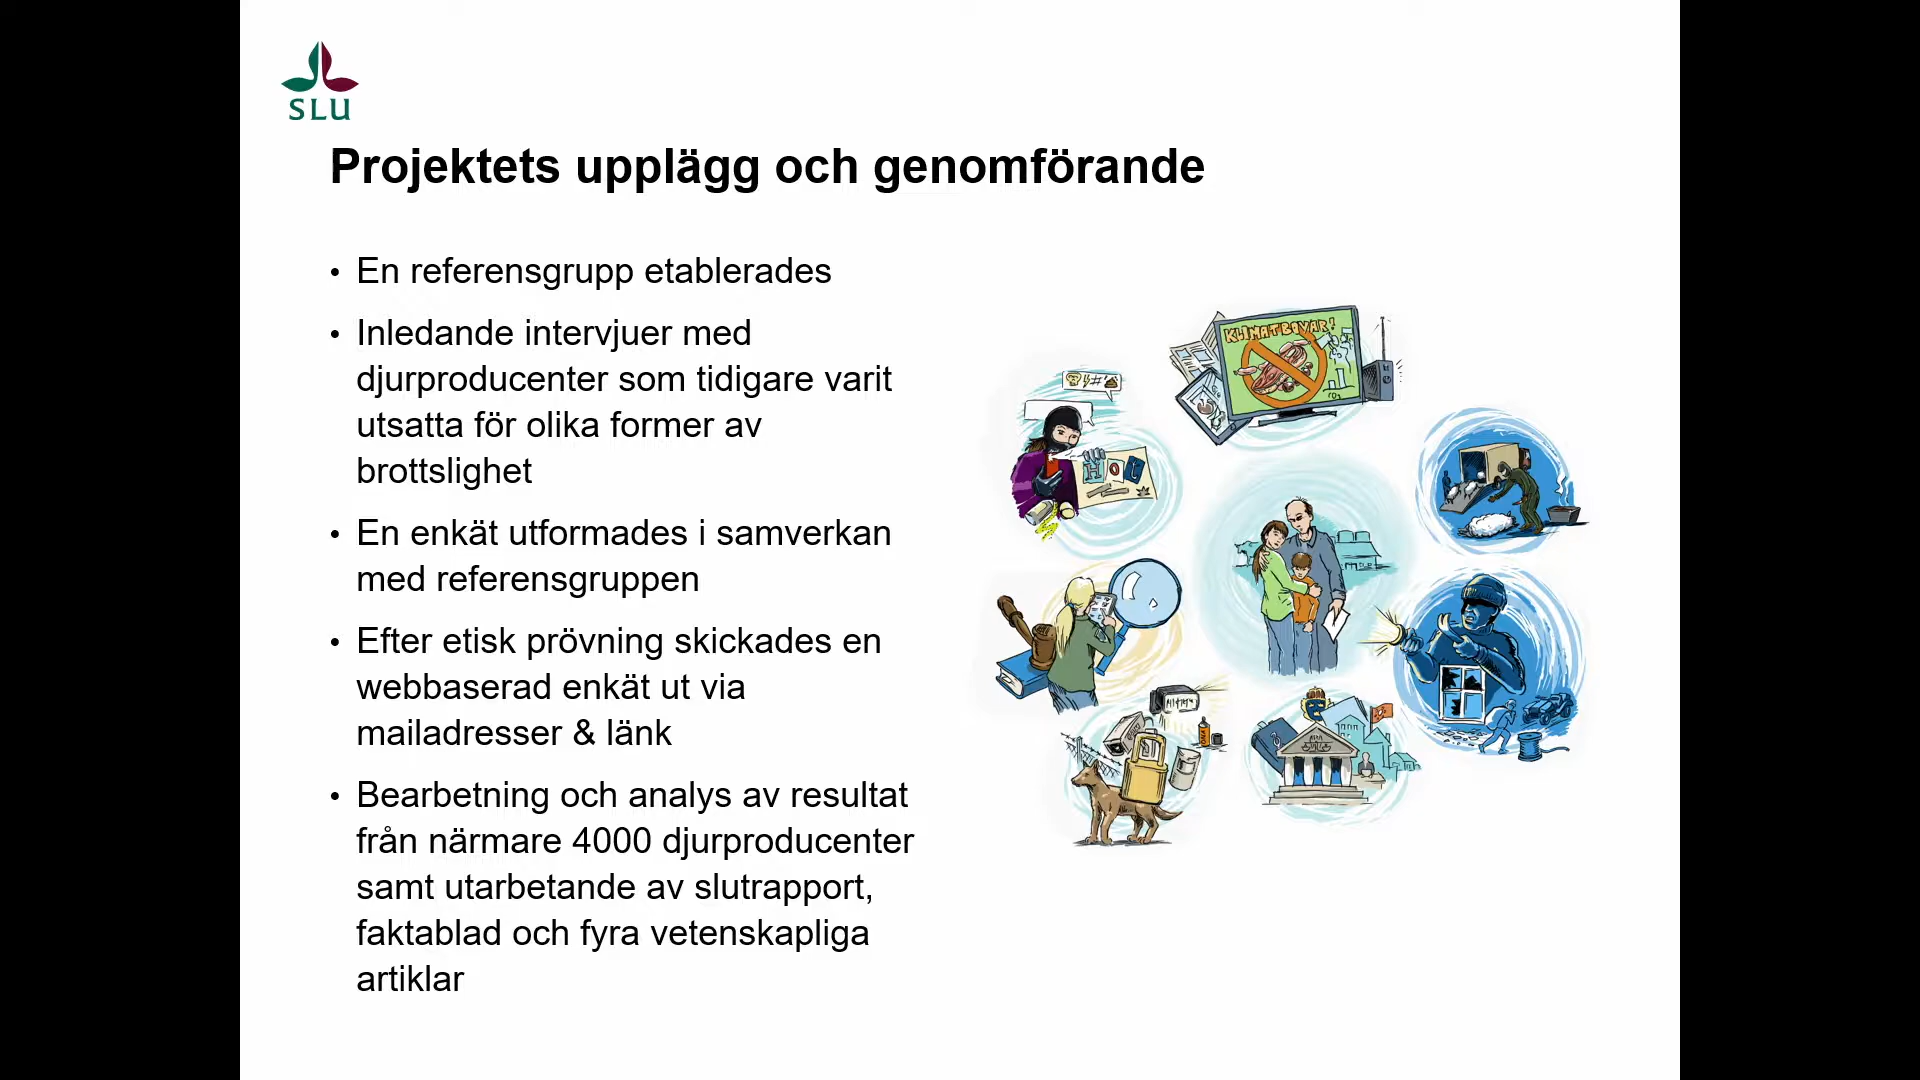 SLU
Projektets upplägg och genomförande
• En referensgrupp etablerades
• Inledande intervjuer med
djurproducenter som tidigare varit
utsatta för olika former av
brottslighet
• En enkät utformades i samverkan
med referensgruppen
• Efter etisk prövning skickades en
webbaserad enkät ut via
mailadresser & länk
• Bearbetning och analys av resultat
från närmare 4000 djurproducenter
samt utarbetande av slutrapport,
faktablad och fyra vetenskapliga
artiklar
KLIMATBOVAR!
HOT